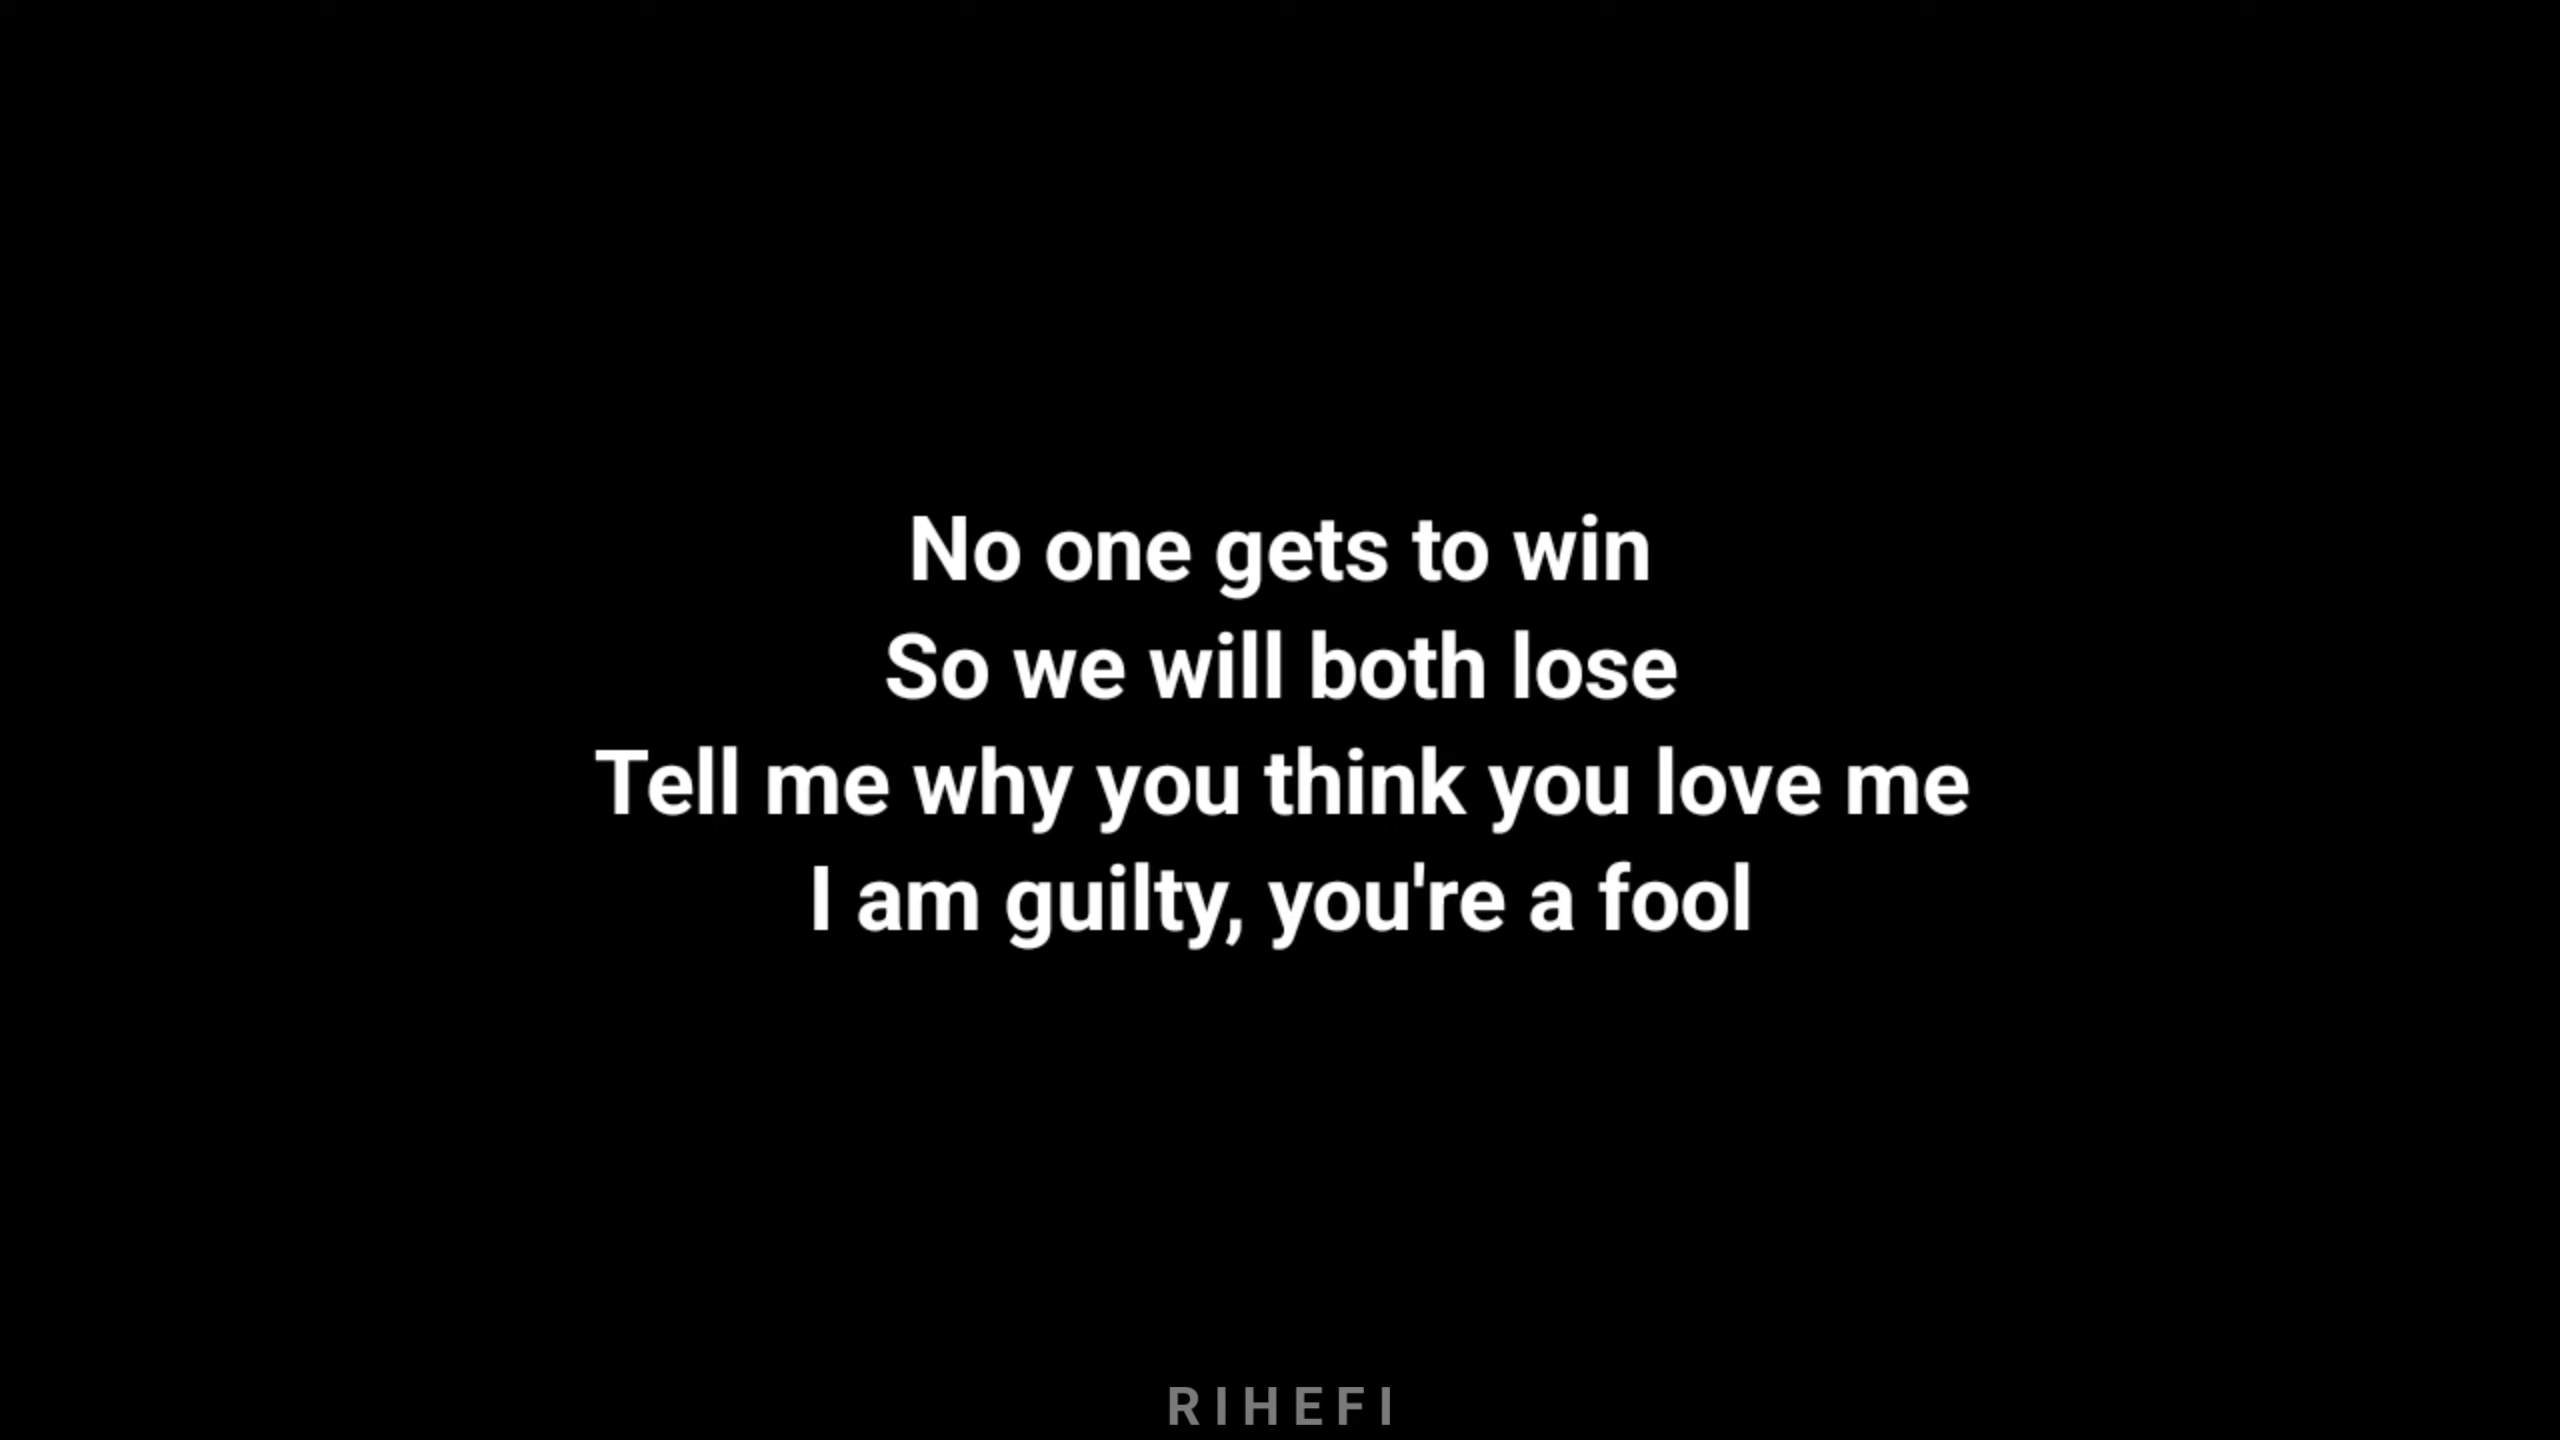 No one gets to win
So we will both lose
Tell me why you think you love me
I am guilty, you're a fool
RIHEFI